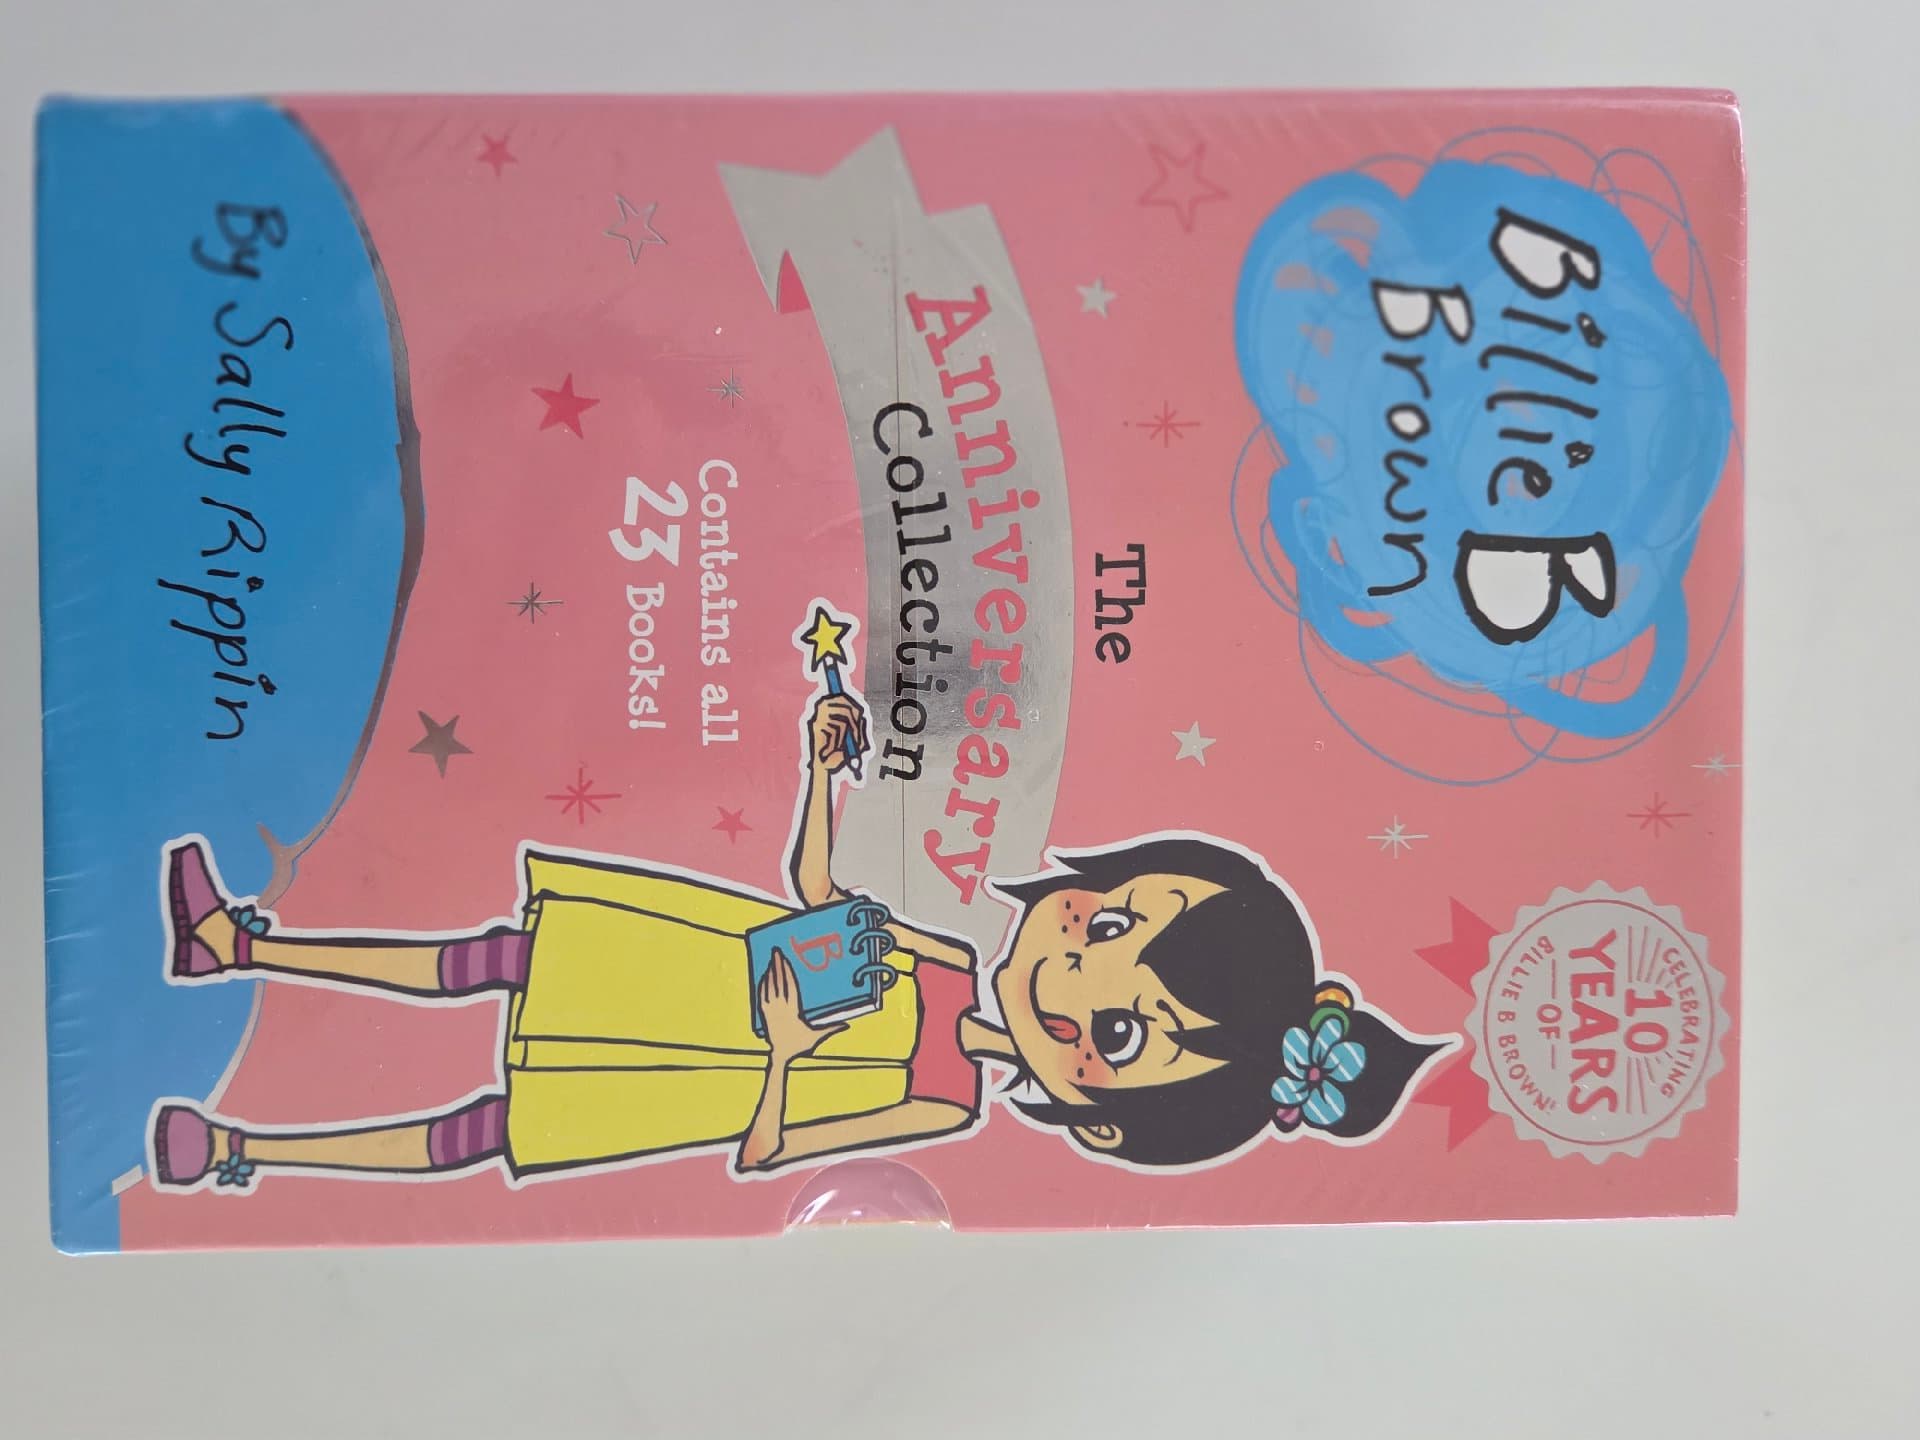 Billie B
Brown
CELEBRATING
10
YEARS
OF
BILLIE B BROWN!
The
Anniversary
Collection
B
Contains all
23 Books!
By Sally Rippin